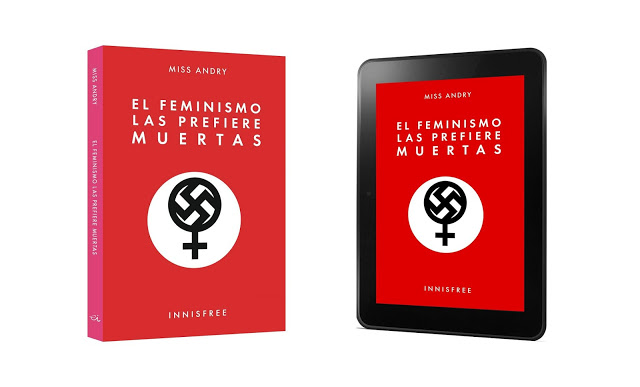 MISS ANDRY
EL FEMINISMO LAS PREFIERE MUERTAS
MISS ANDRY
EL FEMINISMO
LAS PREFIERE
MUERTAS
INNISFREE
MISS ANDRY
EL FEMINISMO
LAS PREFIERE
MUERTAS
INNISFREE